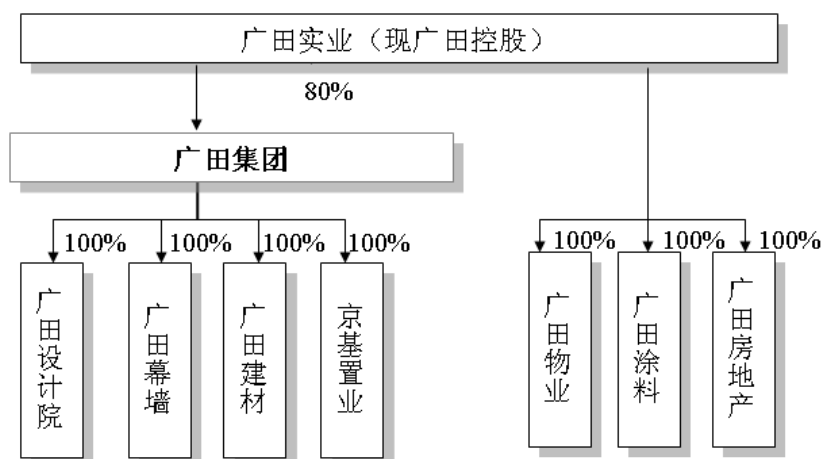 广田实业（现广田控股）
80%
广田集团
100%
100%
100%
100%
100%
100%
100%
广田设计院
广田幕墙
广田建材
京基置业
广田物业
广田涂料
广田房地产